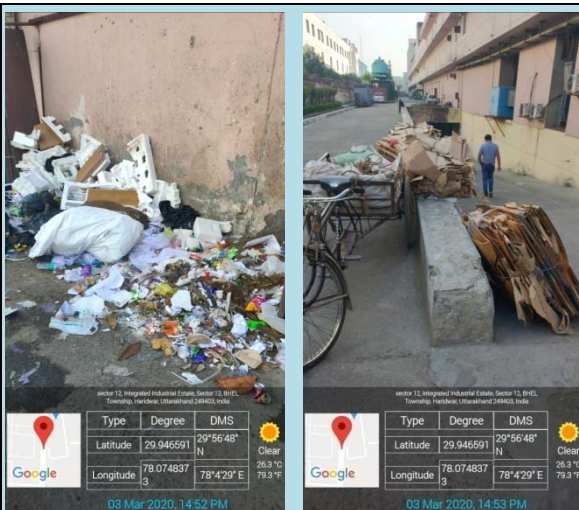 sector 12, Integrated Industrial Estate, Sector 12, BHEL
Township, Haridwar, Uttarakhand 249403, India
Type Degree DMS
Latitude 29.946591 29°56'48" N
Longitude 78.0748373 78°4'29" E
Google
Clear
26.3 °C
79.3 °F
03 Mar 2020, 14:52 PM
sector 12, Integrated Industrial Estate, Sector 12, BHEL
Township, Haridwar, Uttarakhand 249403, India
Type Degree DMS
Latitude 29.946591 29°56'48" N
Longitude 78.0748373 78°4'29" E
Google
Clear
26.3 °C
79.3 °F
03 Mar 2020, 14:53 PM